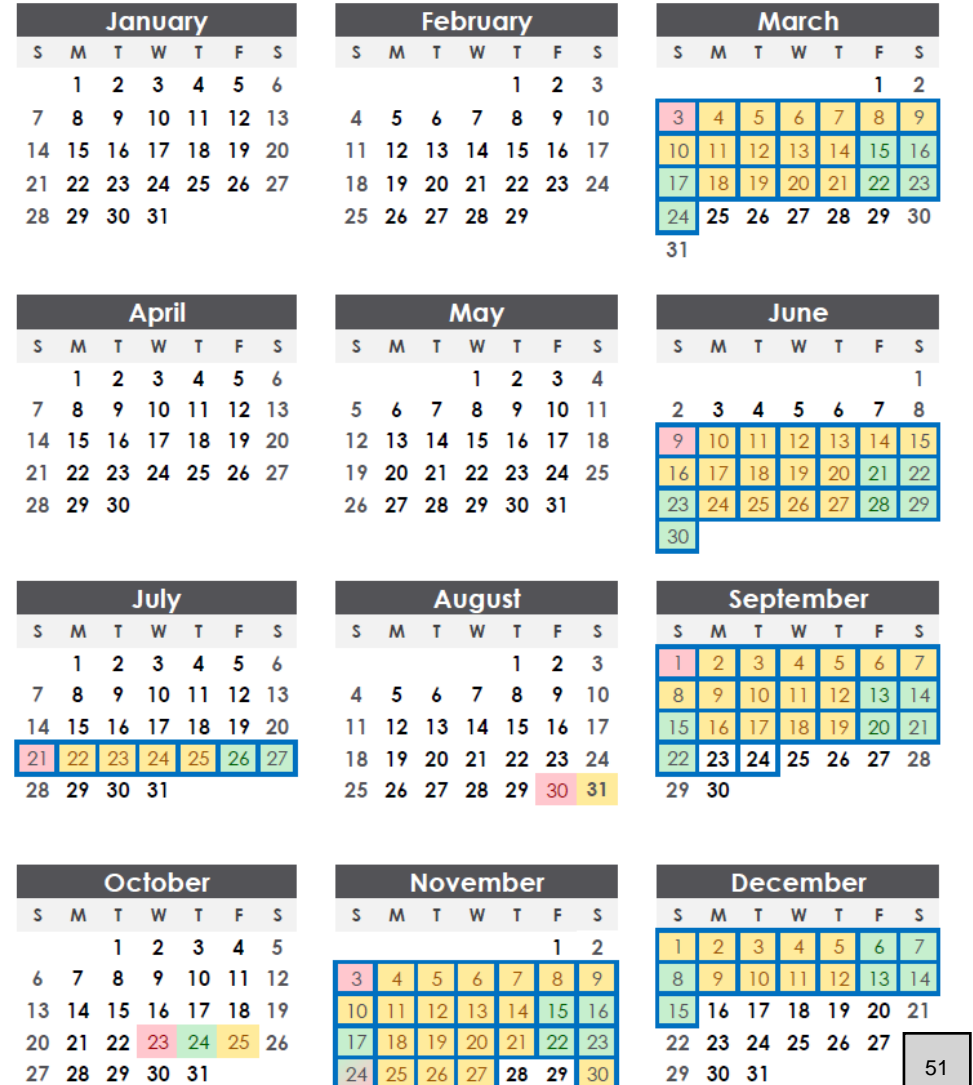 January February March
S M T W T F S S M T W T F S S M T W T F S
1 2 3 4 5 6 1 2 3 1 2
7 8 9 10 11 12 13 4 5 6 7 8 9 10 3 4 5 6 7 8 9
14 15 16 17 18 19 20 11 12 13 14 15 16 17 10 11 12 13 14 15 16
21 22 23 24 25 26 27 18 19 20 21 22 23 24 17 18 19 20 21 22 23
28 29 30 31 25 26 27 28 29 24 25 26 27 28 29 30
31
April May June
S M T W T F S S M T W T F S S M T W T F S
1 2 3 4 5 6 1 2 3 4 1
7 8 9 10 11 12 13 5 6 7 8 9 10 11 2 3 4 5 6 7 8
14 15 16 17 18 19 20 12 13 14 15 16 17 18 9 10 11 12 13 14 15
21 22 23 24 25 26 27 19 20 21 22 23 24 25 16 17 18 19 20 21 22
28 29 30 26 27 28 29 30 31 23 24 25 26 27 28 29
30
July August September
S M T W T F S S M T W T F S S M T W T F S
1 2 3 4 5 6 1 2 3 1 2 3 4 5 6 7
7 8 9 10 11 12 13 4 5 6 7 8 9 10 8 9 10 11 12 13 14
14 15 16 17 18 19 20 11 12 13 14 15 16 17 15 16 17 18 19 20 21
21 22 23 24 25 26 27 18 19 20 21 22 23 24 22 23 24 25 26 27 28
28 29 30 31 25 26 27 28 29 30 31 29 30
October November December
S M T W T F S S M T W T F S S M T W T F S
1 2 3 4 5 1 2 1 2 3 4 5 6 7
6 7 8 9 10 11 12 3 4 5 6 7 8 9 8 9 10 11 12 13 14
13 14 15 16 17 18 19 10 11 12 13 14 15 16 15 16 17 18 19 20 21
20 21 22 23 24 25 26 17 18 19 20 21 22 23 22 23 24 25 26 27
27 28 29 30 31 24 25 26 27 28 29 30 29 30 31
51